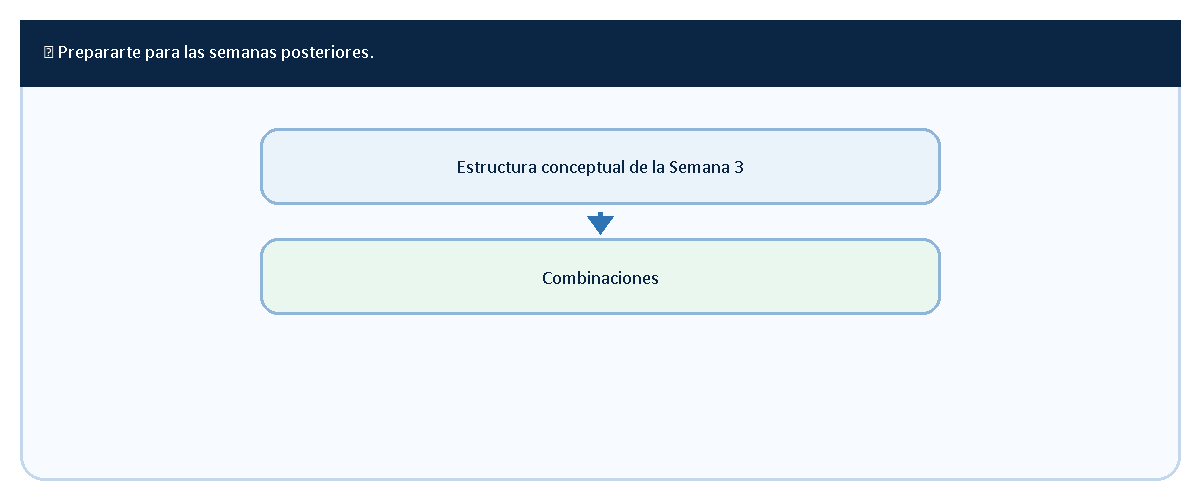 Prepararte para las semanas posteriores.
Estructura conceptual de la Semana 3
Combinaciones